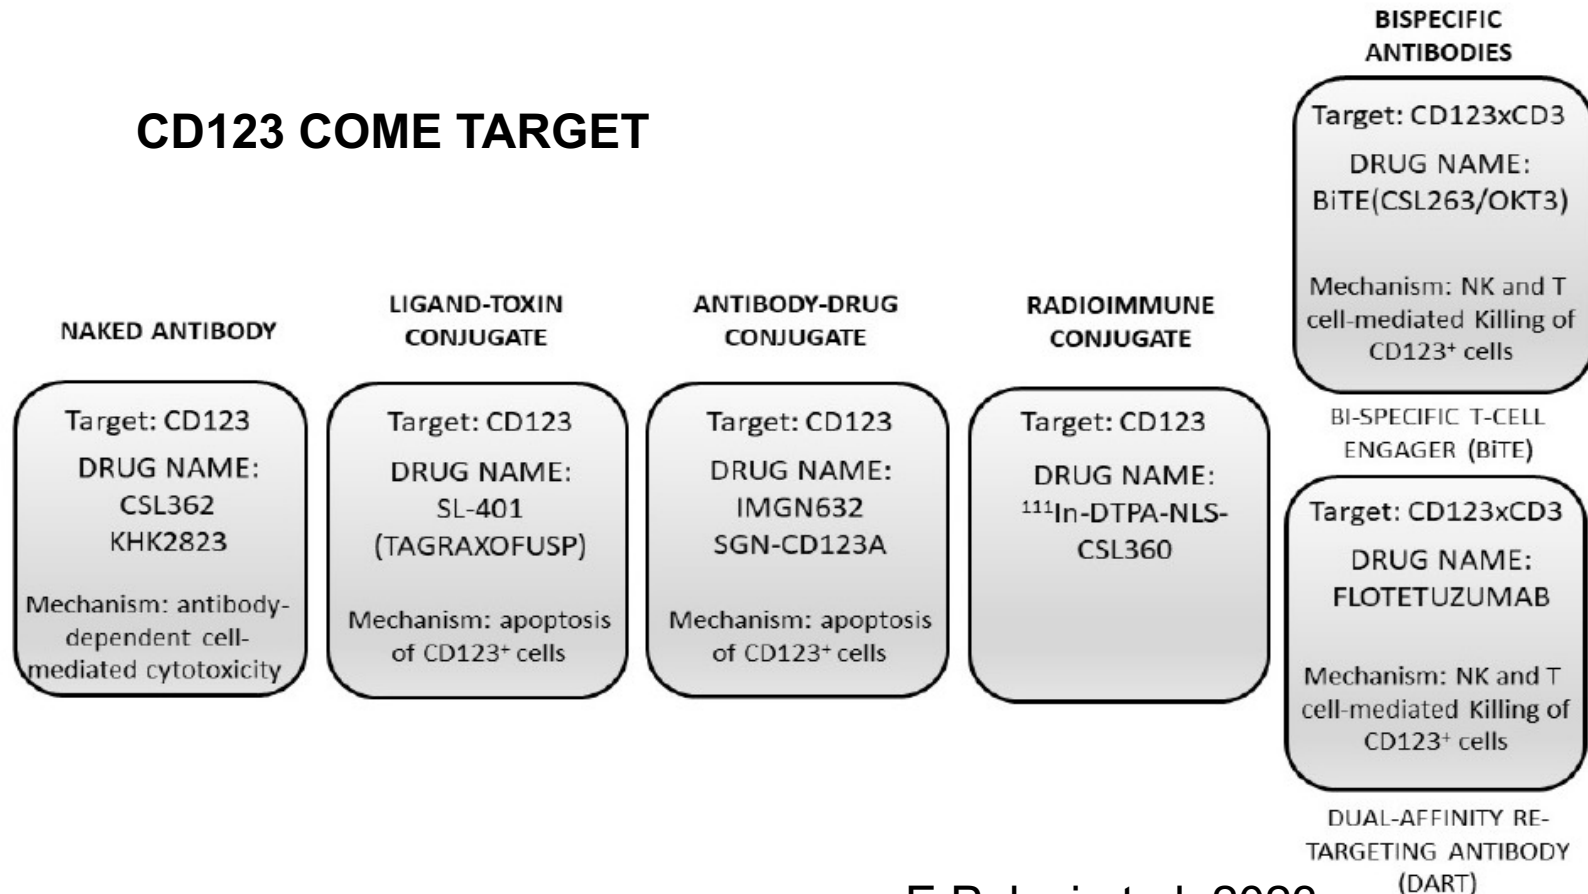 CD123 COME TARGET
NAKED ANTIBODY
Target: CD123
DRUG NAME:
CSL362
KHK2823
Mechanism: antibody-
dependent cell-
mediated cytotoxicity
LIGAND-TOXIN
CONJUGATE
Target: CD123
DRUG NAME:
SL-401
(TAGRAXOFUSP)
Mechanism: apoptosis
of CD123⁺ cells
ANTIBODY-DRUG
CONJUGATE
Target: CD123
DRUG NAME:
IMGN632
SGN-CD123A
Mechanism: apoptosis
of CD123⁺ cells
RADIOIMMUNE
CONJUGATE
Target: CD123
DRUG NAME:
¹¹¹In-DTPA-NLS-
CSL360
BISPECIFIC
ANTIBODIES
Target: CD123xCD3
DRUG NAME:
BiTE(CSL263/OKT3)
Mechanism: NK and T
cell-mediated Killing of
CD123⁺ cells
BI-SPECIFIC T-CELL
ENGAGER (BiTE)
Target: CD123xCD3
DRUG NAME:
FLOTETUZUMAB
Mechanism: NK and T
cell-mediated Killing of
CD123⁺ cells
DUAL-AFFINITY RE-
TARGETING ANTIBODY
(DART)